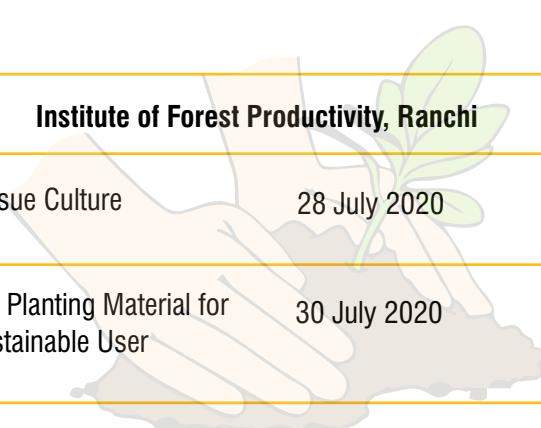 Institute of Forest Productivity, Ranchi
sue Culture 28 July 2020
Planting Material for 30 July 2020
stainable User